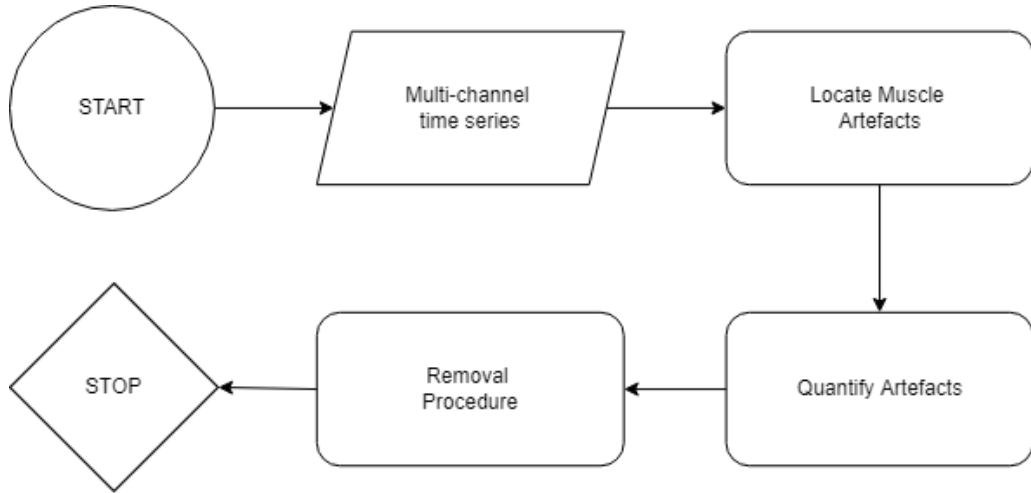 START
Multi-channel
time series
Locate Muscle
Artefacts
Quantify Artefacts
Removal
Procedure
STOP